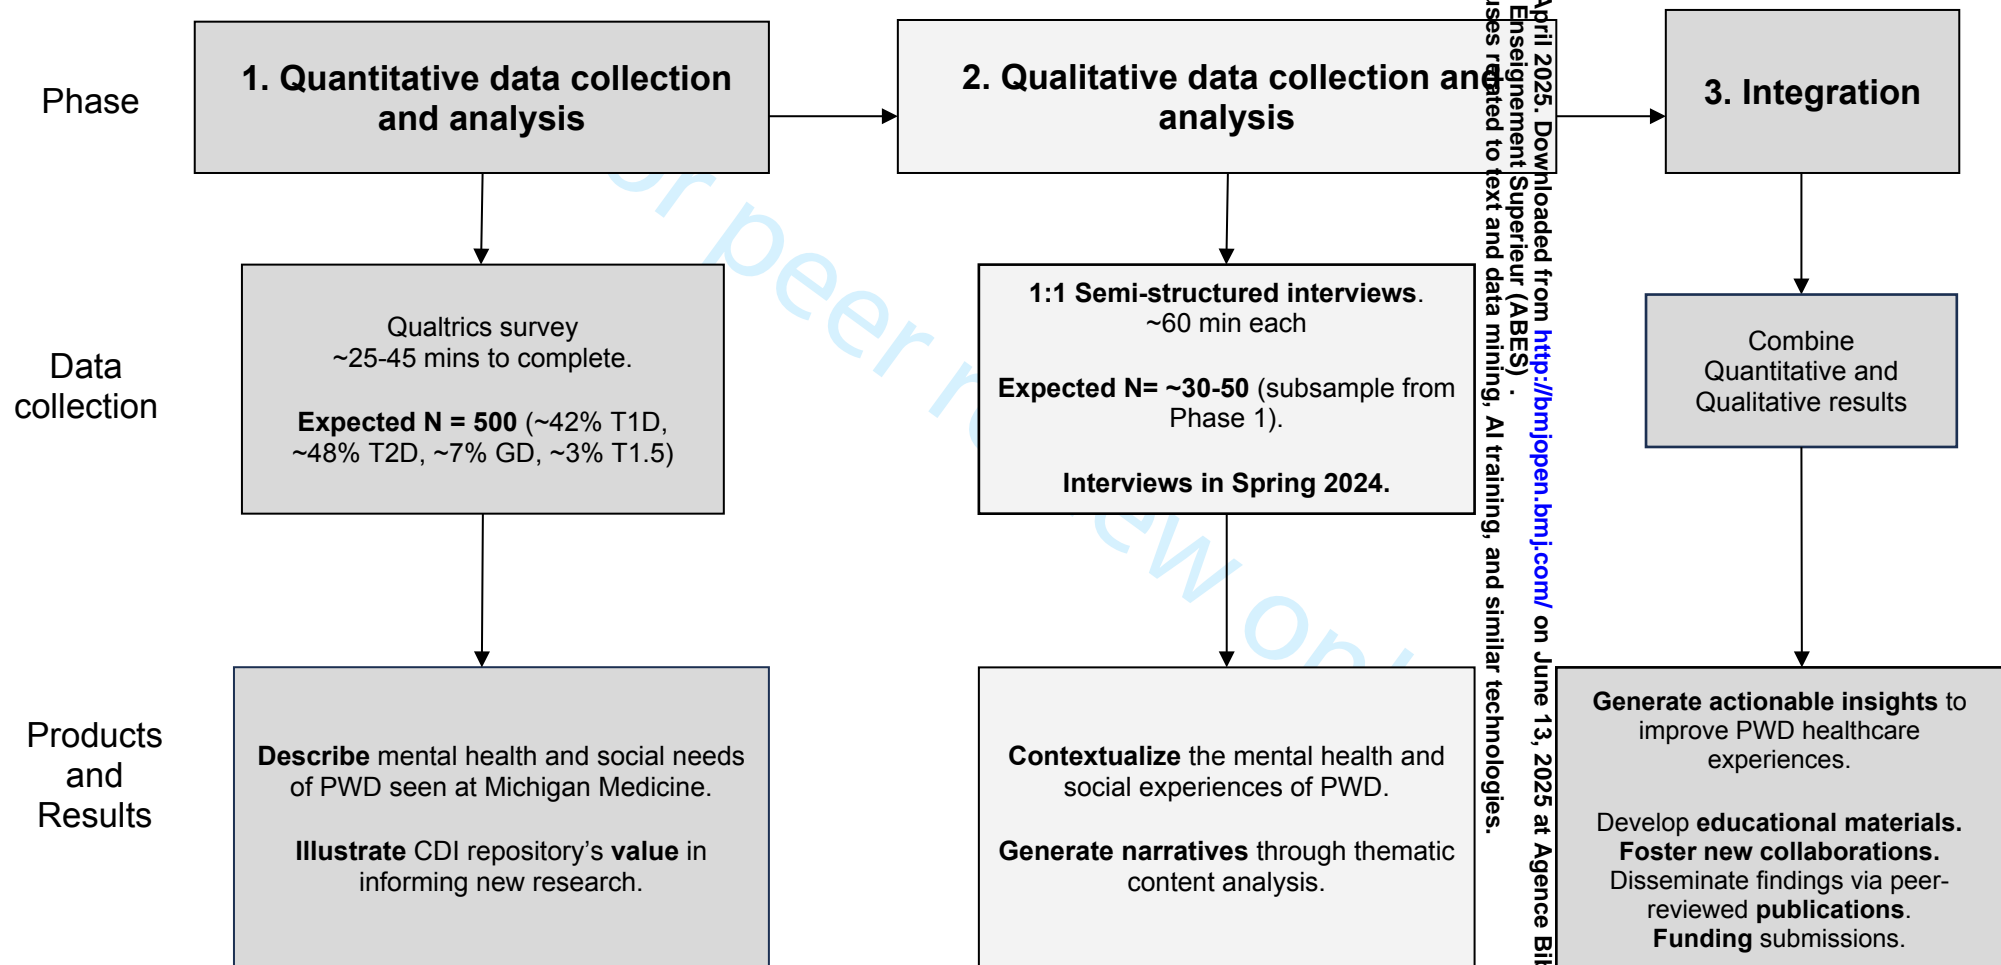 Phase
1. Quantitative data collection
and analysis
2. Qualitative data collection and
analysis
3. Integration
Data
collection
Qualtrics survey
~25-45 mins to complete.
Expected N = 500 (~42% T1D,
~48% T2D, ~7% GD, ~3% T1.5)
1:1 Semi-structured interviews.
~60 min each
Expected N= ~30-50 (subsample from
Phase 1).
Interviews in Spring 2024.
Combine
Quantitative and
Qualitative results
Products
and
Results
Describe mental health and social needs
of PWD seen at Michigan Medicine.
Illustrate CDI repository's value in
informing new research.
Contextualize the mental health and
social experiences of PWD.
Generate narratives through thematic
content analysis.
Generate actionable insights to
improve PWD healthcare
experiences.
Develop educational materials.
Foster new collaborations.
Disseminate findings via peer-
reviewed publications.
Funding submissions.
April 2025. Downloaded from http://bmjopen.bmj.com/ on June 13, 2025 at Agence
Enseignement Superieur (ABES) .
uses related to text and data mining, AI training, and similar technologies.
or peer review only